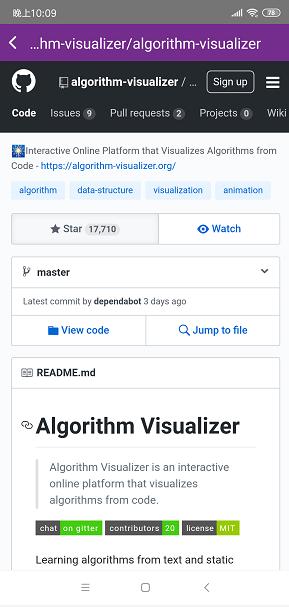 晚上10:09
78
...hm-visualizer/algorithm-visualizer
algorithm-visualizer / ...
Sign up
Code Issues 9 Pull requests 2 Projects 0 Wiki
Interactive Online Platform that Visualizes Algorithms from
Code - https://algorithm-visualizer.org/
algorithm data-structure visualization animation
Star 17,710 Watch
master
Latest commit by dependabot 3 days ago
View code Jump to file
README.md
Algorithm Visualizer
Algorithm Visualizer is an interactive
online platform that visualizes
algorithms from code.
chat on gitter contributors 20 license MIT
Learning algorithms from text and static